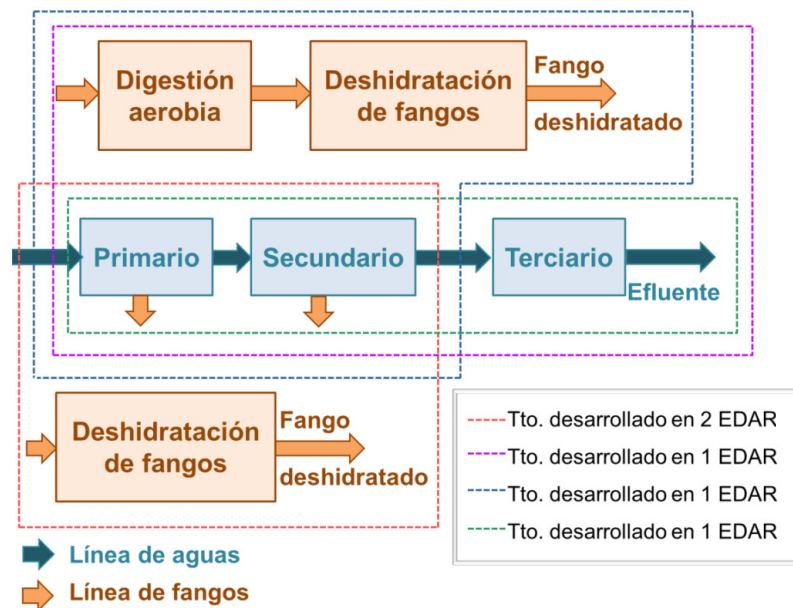 Digestión
aerobia
Deshidratación
de fangos
Fango
deshidratado
Primario
Secundario
Terciario
Efluente
Deshidratación
de fangos
Fango
deshidratado
Tto. desarrollado en 2 EDAR
Tto. desarrollado en 1 EDAR
Tto. desarrollado en 1 EDAR
Tto. desarrollado en 1 EDAR
Línea de aguas
Línea de fangos